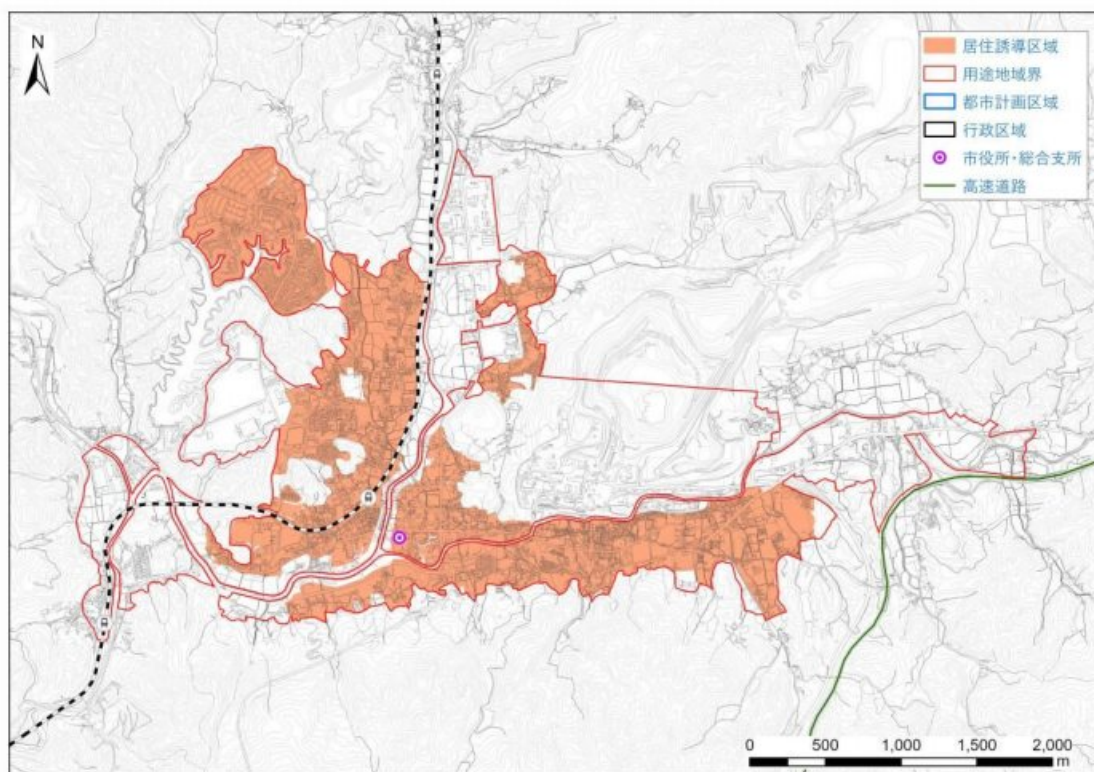 N
居住誘導区域
用途地域界
都市計画区域
行政区域
市役所・総合支所
高速道路
0 500 1,000 1,500 2,000
m